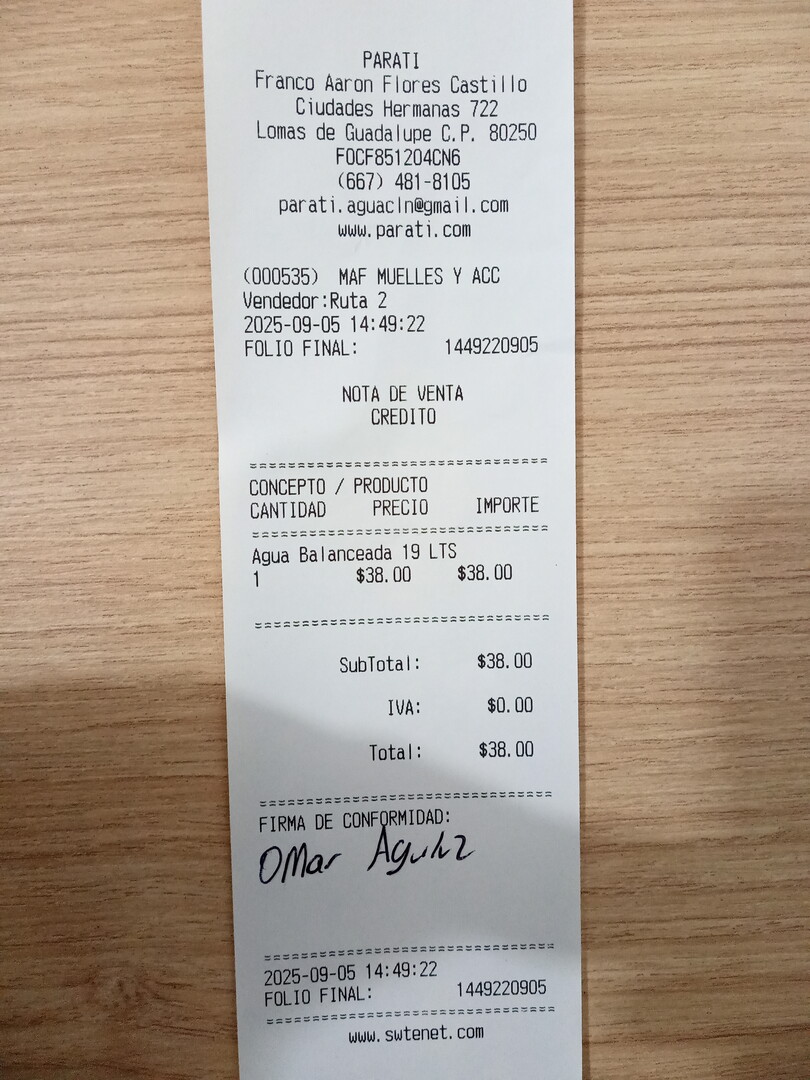 PARATI
Franco Aaron Flores Castillo
Ciudades Hermanas 722
Lomas de Guadalupe C.P. 80250
FOCF851204CN6
(667) 481-8105
parati.aguacln@gmail.com
www.parati.com
(000535) MAF MUELLES Y ACC
Vendedor:Ruta 2
2025-09-05 14:49:22
FOLIO FINAL: 1449220905
NOTA DE VENTA
CREDITO
CONCEPTO / PRODUCTO
CANTIDAD PRECIO IMPORTE
Agua Balanceada 19 LTS
1 $38.00 $38.00
SubTotal: $38.00
IVA: $0.00
Total: $38.00
FIRMA DE CONFORMIDAD:
OMar
2025-09-05 14:49:22
FOLIO FINAL: 1449220905
www.swtenet.com